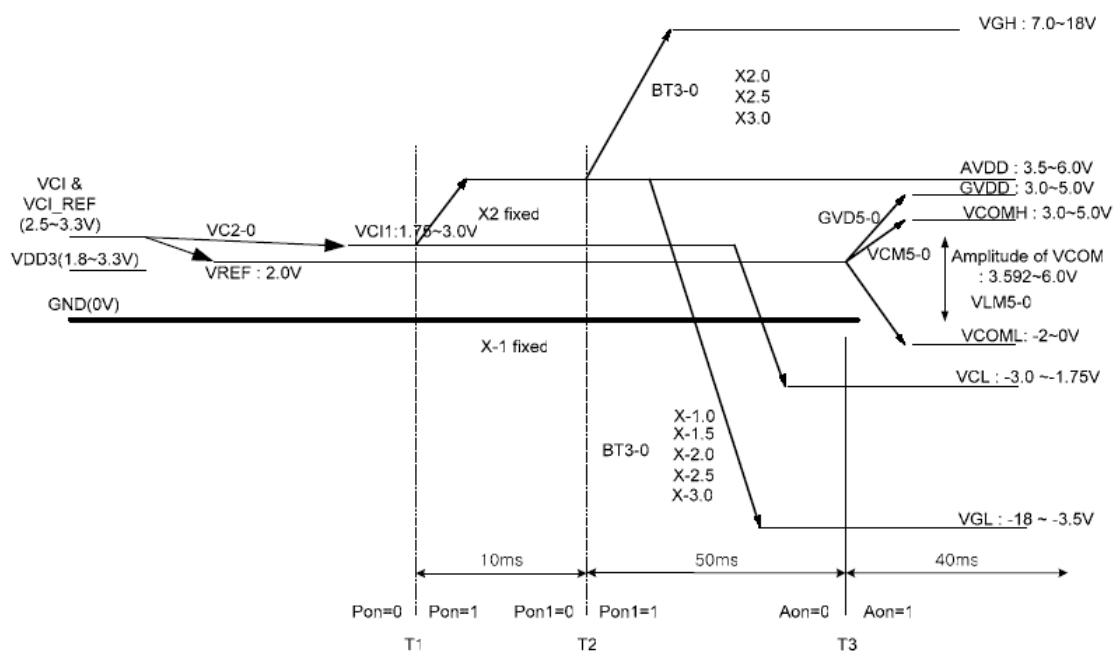 VGH : 7.0~18V
BT3-0
X2.0
X2.5
X3.0
VCI &
VCI_REF
(2.5~3.3V)
VC2-0
VCI1:1.75~3.0V
X2 fixed
AVDD : 3.5~6.0V
GVDD : 3.0~5.0V
GVD5-0
VCOMH : 3.0~5.0V
VCM5-0
VDD3(1.8~3.3V)
VREF : 2.0V
Amplitude of VCOM
: 3.592~6.0V
VLM5-0
GND(0V)
X-1 fixed
VCOML: -2~0V
VCL : -3.0 ~-1.75V
BT3-0
X-1.0
X-1.5
X-2.0
X-2.5
X-3.0
VGL : -18 ~ -3.5V
10ms
50ms
40ms
Pon=0
Pon=1
Pon1=0
Pon1=1
Aon=0
Aon=1
T1
T2
T3